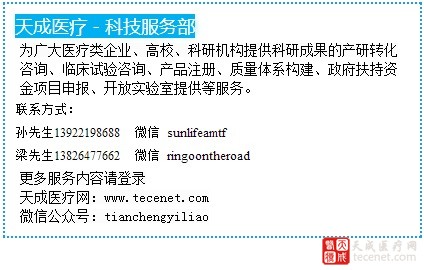 天成医疗 - 科技服务部
为广大医疗类企业、高校、科研机构提供科研成果的产研转化
咨询、临床试验咨询、产品注册、质量体系构建、政府扶持资
金项目申报、开放实验室提供等服务。
联系方式：
孙先生13922198688 微信 sunlifeamtf
梁先生13826477662 微信 ringoontheroad
更多服务内容请登录
天成医疗网：www.tecenet.com
微信公众号：tianchengyiliao
天成医疗网
tecenet.com